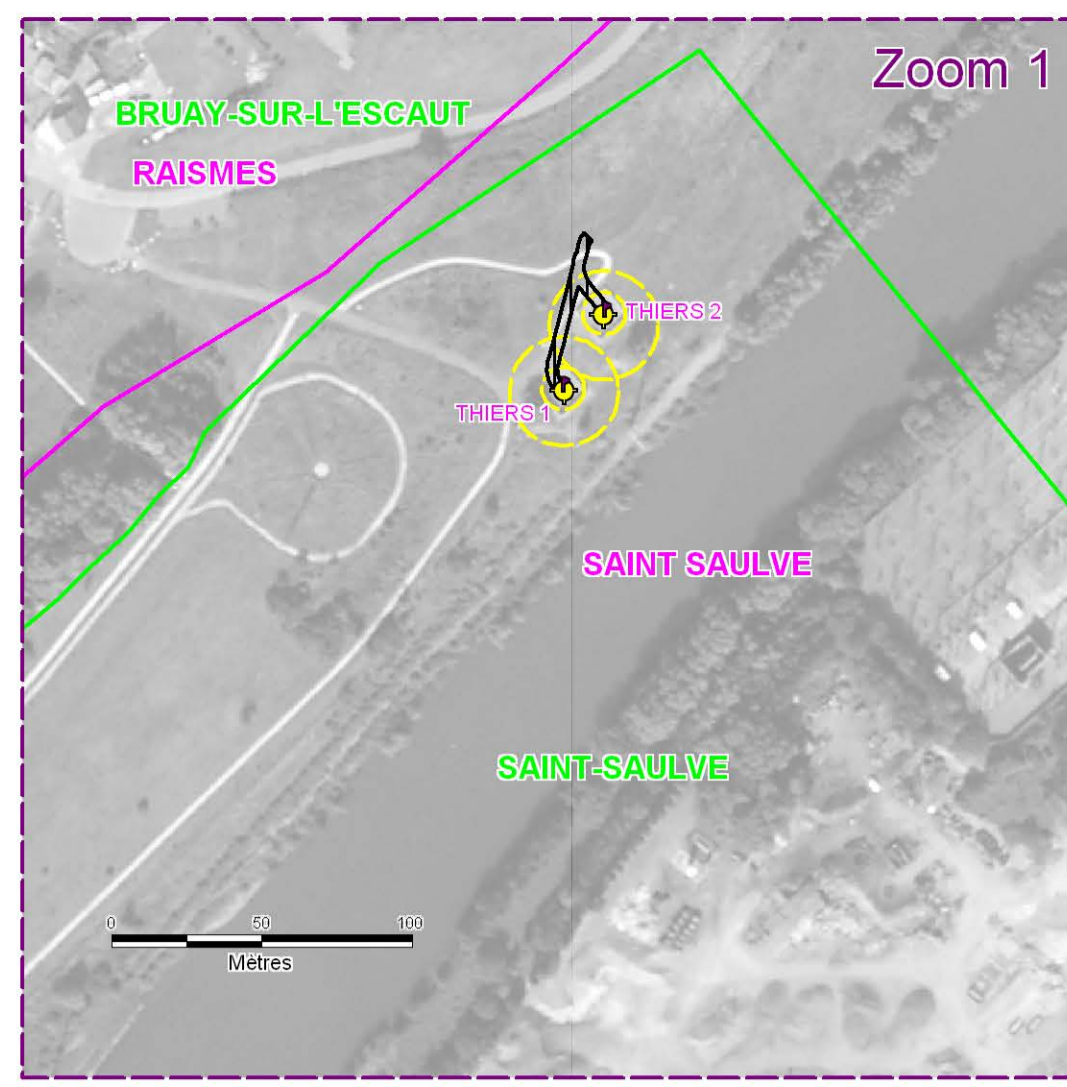 Zoom 1
BRUAY-SUR-L'ESCAUT
RAISMES
THIERS 2
THIERS 1
SAINT SAULVE
SAINT-SAULVE
0 50 100
Mètres